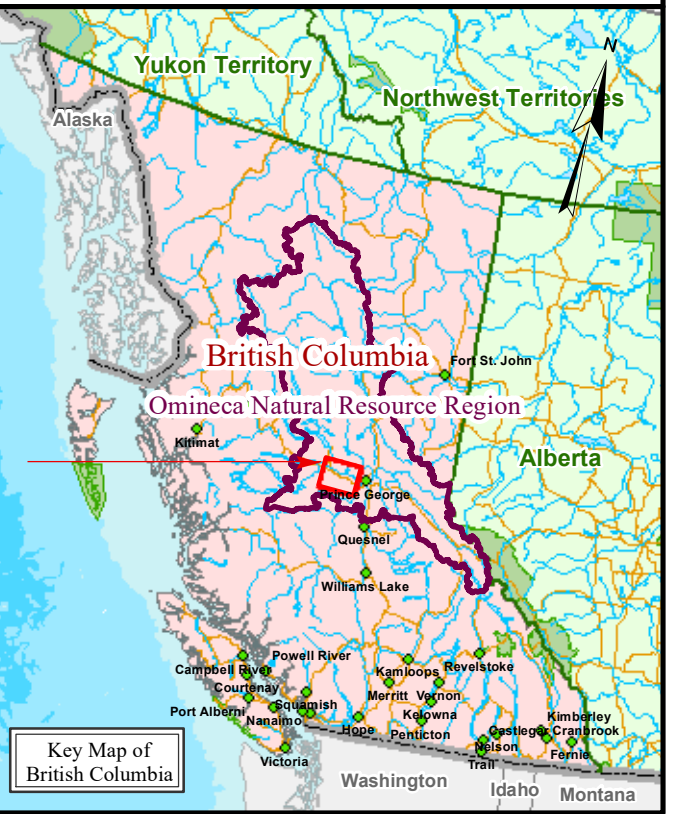 N
Yukon Territory
Northwest Territories
Alaska
British Columbia
Fort St. John
Omineca Natural Resource Region
Kitimat
Alberta
Prince George
Quesnel
Williams Lake
Powell River
Campbell River
Kamloops
Revelstoke
Courtenay
Merritt
Vernon
Squamish
Port Alberni
Nanaimo
Kelowna
Kimberley
Hope
Penticton
Castlegar
Cranbrook
Nelson
Fernie
Victoria
Trail
Key Map of
British Columbia
Washington
Idaho
Montana